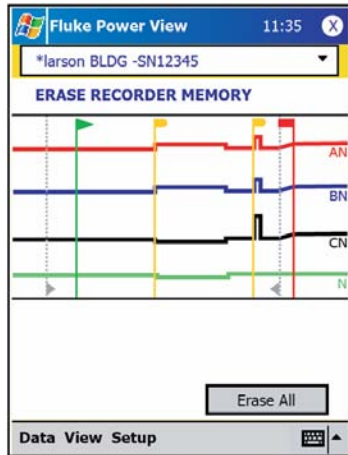 Fluke Power View 11:35 X
*larson BLDG -SN12345
ERASE RECORDER MEMORY
AN
BN
CN
N
Erase All
Data View Setup